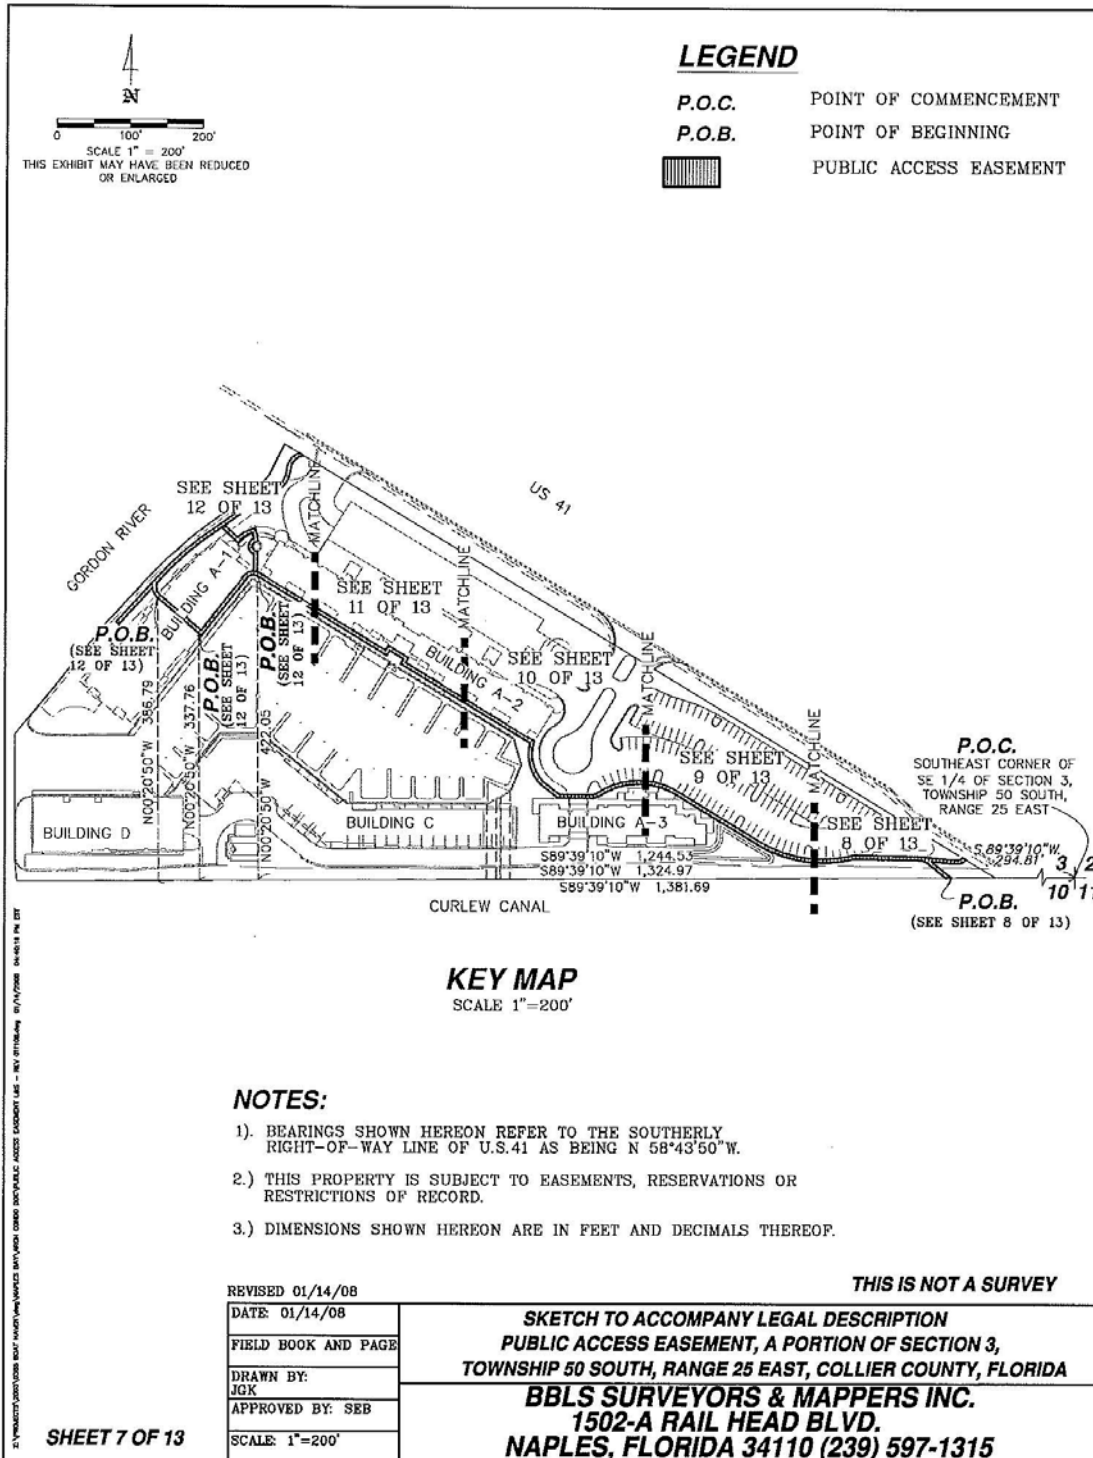 N
0 100' 200'
SCALE 1" = 200'
THIS EXHIBIT MAY HAVE BEEN REDUCED
OR ENLARGED
LEGEND
P.O.C. POINT OF COMMENCEMENT
P.O.B. POINT OF BEGINNING
PUBLIC ACCESS EASEMENT
US 41
GORDON RIVER
SEE SHEET
12 OF 13
MATCHLINE
BUILDING A-1
SEE SHEET
11 OF 13
MATCHLINE
BUILDING A-2
SEE SHEET
10 OF 13
MATCHLINE
SEE SHEET
9 OF 13
MATCHLINE
SEE SHEET
8 OF 13
P.O.B.
(SEE SHEET
12 OF 13)
P.O.B.
(SEE SHEET
12 OF 13)
P.O.B.
(SEE SHEET
12 OF 13)
N00°20'50"W 386.79
N00°20'50"W 337.76
N00°20'50"W 422.05
P.O.C.
SOUTHEAST CORNER OF
SE 1/4 OF SECTION 3,
TOWNSHIP 50 SOUTH,
RANGE 25 EAST
BUILDING D
BUILDING C
BUILDING A-3
S89°39'10"W 1,244.53
S89°39'10"W 1,324.97
S89°39'10"W 1,381.69
S 89°39'10"W
294.81'
3 2
10 11
P.O.B.
(SEE SHEET 8 OF 13)
CURLEW CANAL
KEY MAP
SCALE 1"=200'
NOTES:
1). BEARINGS SHOWN HEREON REFER TO THE SOUTHERLY
RIGHT-OF-WAY LINE OF U.S.41 AS BEING N 58°43'50"W.
2.) THIS PROPERTY IS SUBJECT TO EASEMENTS, RESERVATIONS OR
RESTRICTIONS OF RECORD.
3.) DIMENSIONS SHOWN HEREON ARE IN FEET AND DECIMALS THEREOF.
REVISED 01/14/08
THIS IS NOT A SURVEY
DATE: 01/14/08
FIELD BOOK AND PAGE
DRAWN BY:
JGK
APPROVED BY: SEB
SCALE: 1"=200'
SKETCH TO ACCOMPANY LEGAL DESCRIPTION
PUBLIC ACCESS EASEMENT, A PORTION OF SECTION 3,
TOWNSHIP 50 SOUTH, RANGE 25 EAST, COLLIER COUNTY, FLORIDA
BBLS SURVEYORS & MAPPERS INC.
1502-A RAIL HEAD BLVD.
NAPLES, FLORIDA 34110 (239) 597-1315
SHEET 7 OF 13